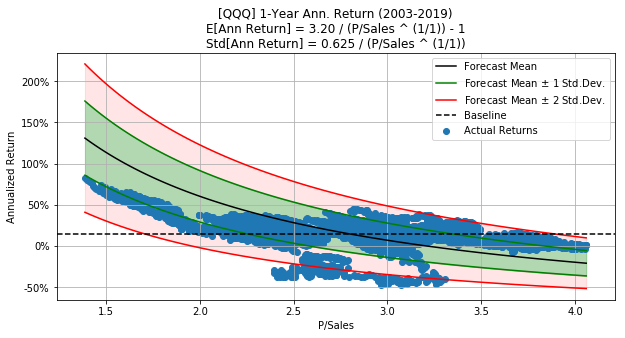 [QQQ] 1-Year Ann. Return (2003-2019)
E[Ann Return] = 3.20 / (P/Sales ^ (1/1)) - 1
Std[Ann Return] = 0.625 / (P/Sales ^ (1/1))
Forecast Mean
Forecast Mean ± 1 Std.Dev.
Forecast Mean ± 2 Std.Dev.
Baseline
Actual Returns
Annualized Return
200%
150%
100%
50%
0%
-50%
1.5 2.0 2.5 3.0 3.5 4.0
P/Sales